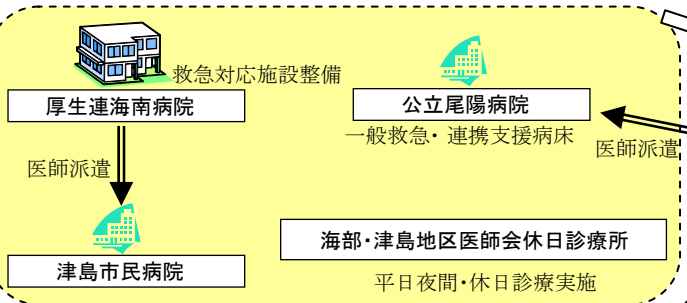 救急対応施設整備
厚生連海南病院
公立尾陽病院
一般救急・連携支援病床
医師派遣
医師派遣
海部・津島地区医師会休日診療所
津島市民病院
平日夜間・休日診療実施